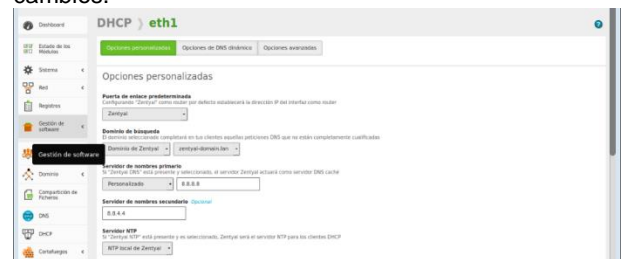 cambios.
Dashboard
DHCP › eth1
Estado de los Módulos
Opciones personalizadas Opciones de DNS dinámico Opciones avanzadas
Sistema
Opciones personalizadas
Red
Registros
Puerta de enlace predeterminada
Configurando "Zentyal" como router por defecto establecerá la dirección IP del interfaz como router
Zentyal
Gestión de software
Dominio de búsqueda
El dominio seleccionado completará en tus clientes aquellas peticiones DNS que no están completamente cualificadas
Gestión de software
Dominio de Zentyal zentyal-domain.lan
Dominio
Servidor de nombres primario
Si "Zentyal DNS" está presente y seleccionado, el servidor Zentyal actuará como servidor DNS caché
Personalizado 8.8.8.8
Compartición de Ficheros
Servidor de nombres secundario Opcional
8.8.4.4
DNS
DHCP
Servidor NTP
Si "Zentyal NTP" está presente y es seleccionado, Zentyal será el servidor NTP para los clientes DHCP
NTP local de Zentyal
Cortafuegos